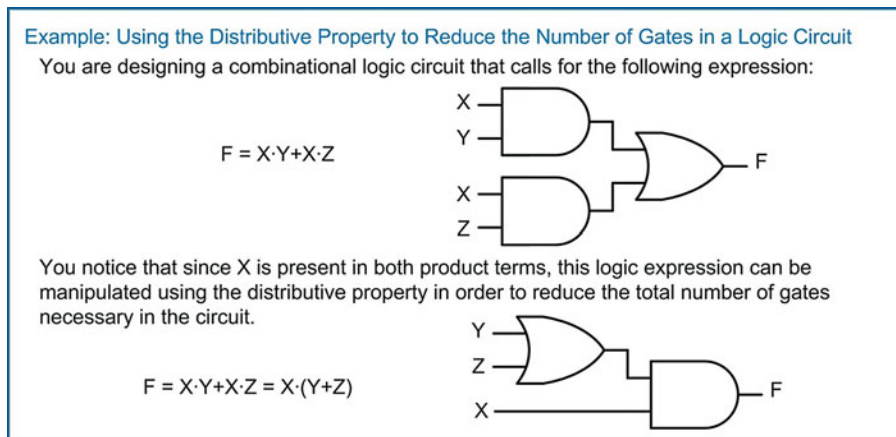 Example: Using the Distributive Property to Reduce the Number of Gates in a Logic Circuit
You are designing a combinational logic circuit that calls for the following expression:
X
Y
F = X·Y+X·Z
F
X
Z
You notice that since X is present in both product terms, this logic expression can be
manipulated using the distributive property in order to reduce the total number of gates
necessary in the circuit.
Y
Z
F = X·Y+X·Z = X·(Y+Z)
F
X